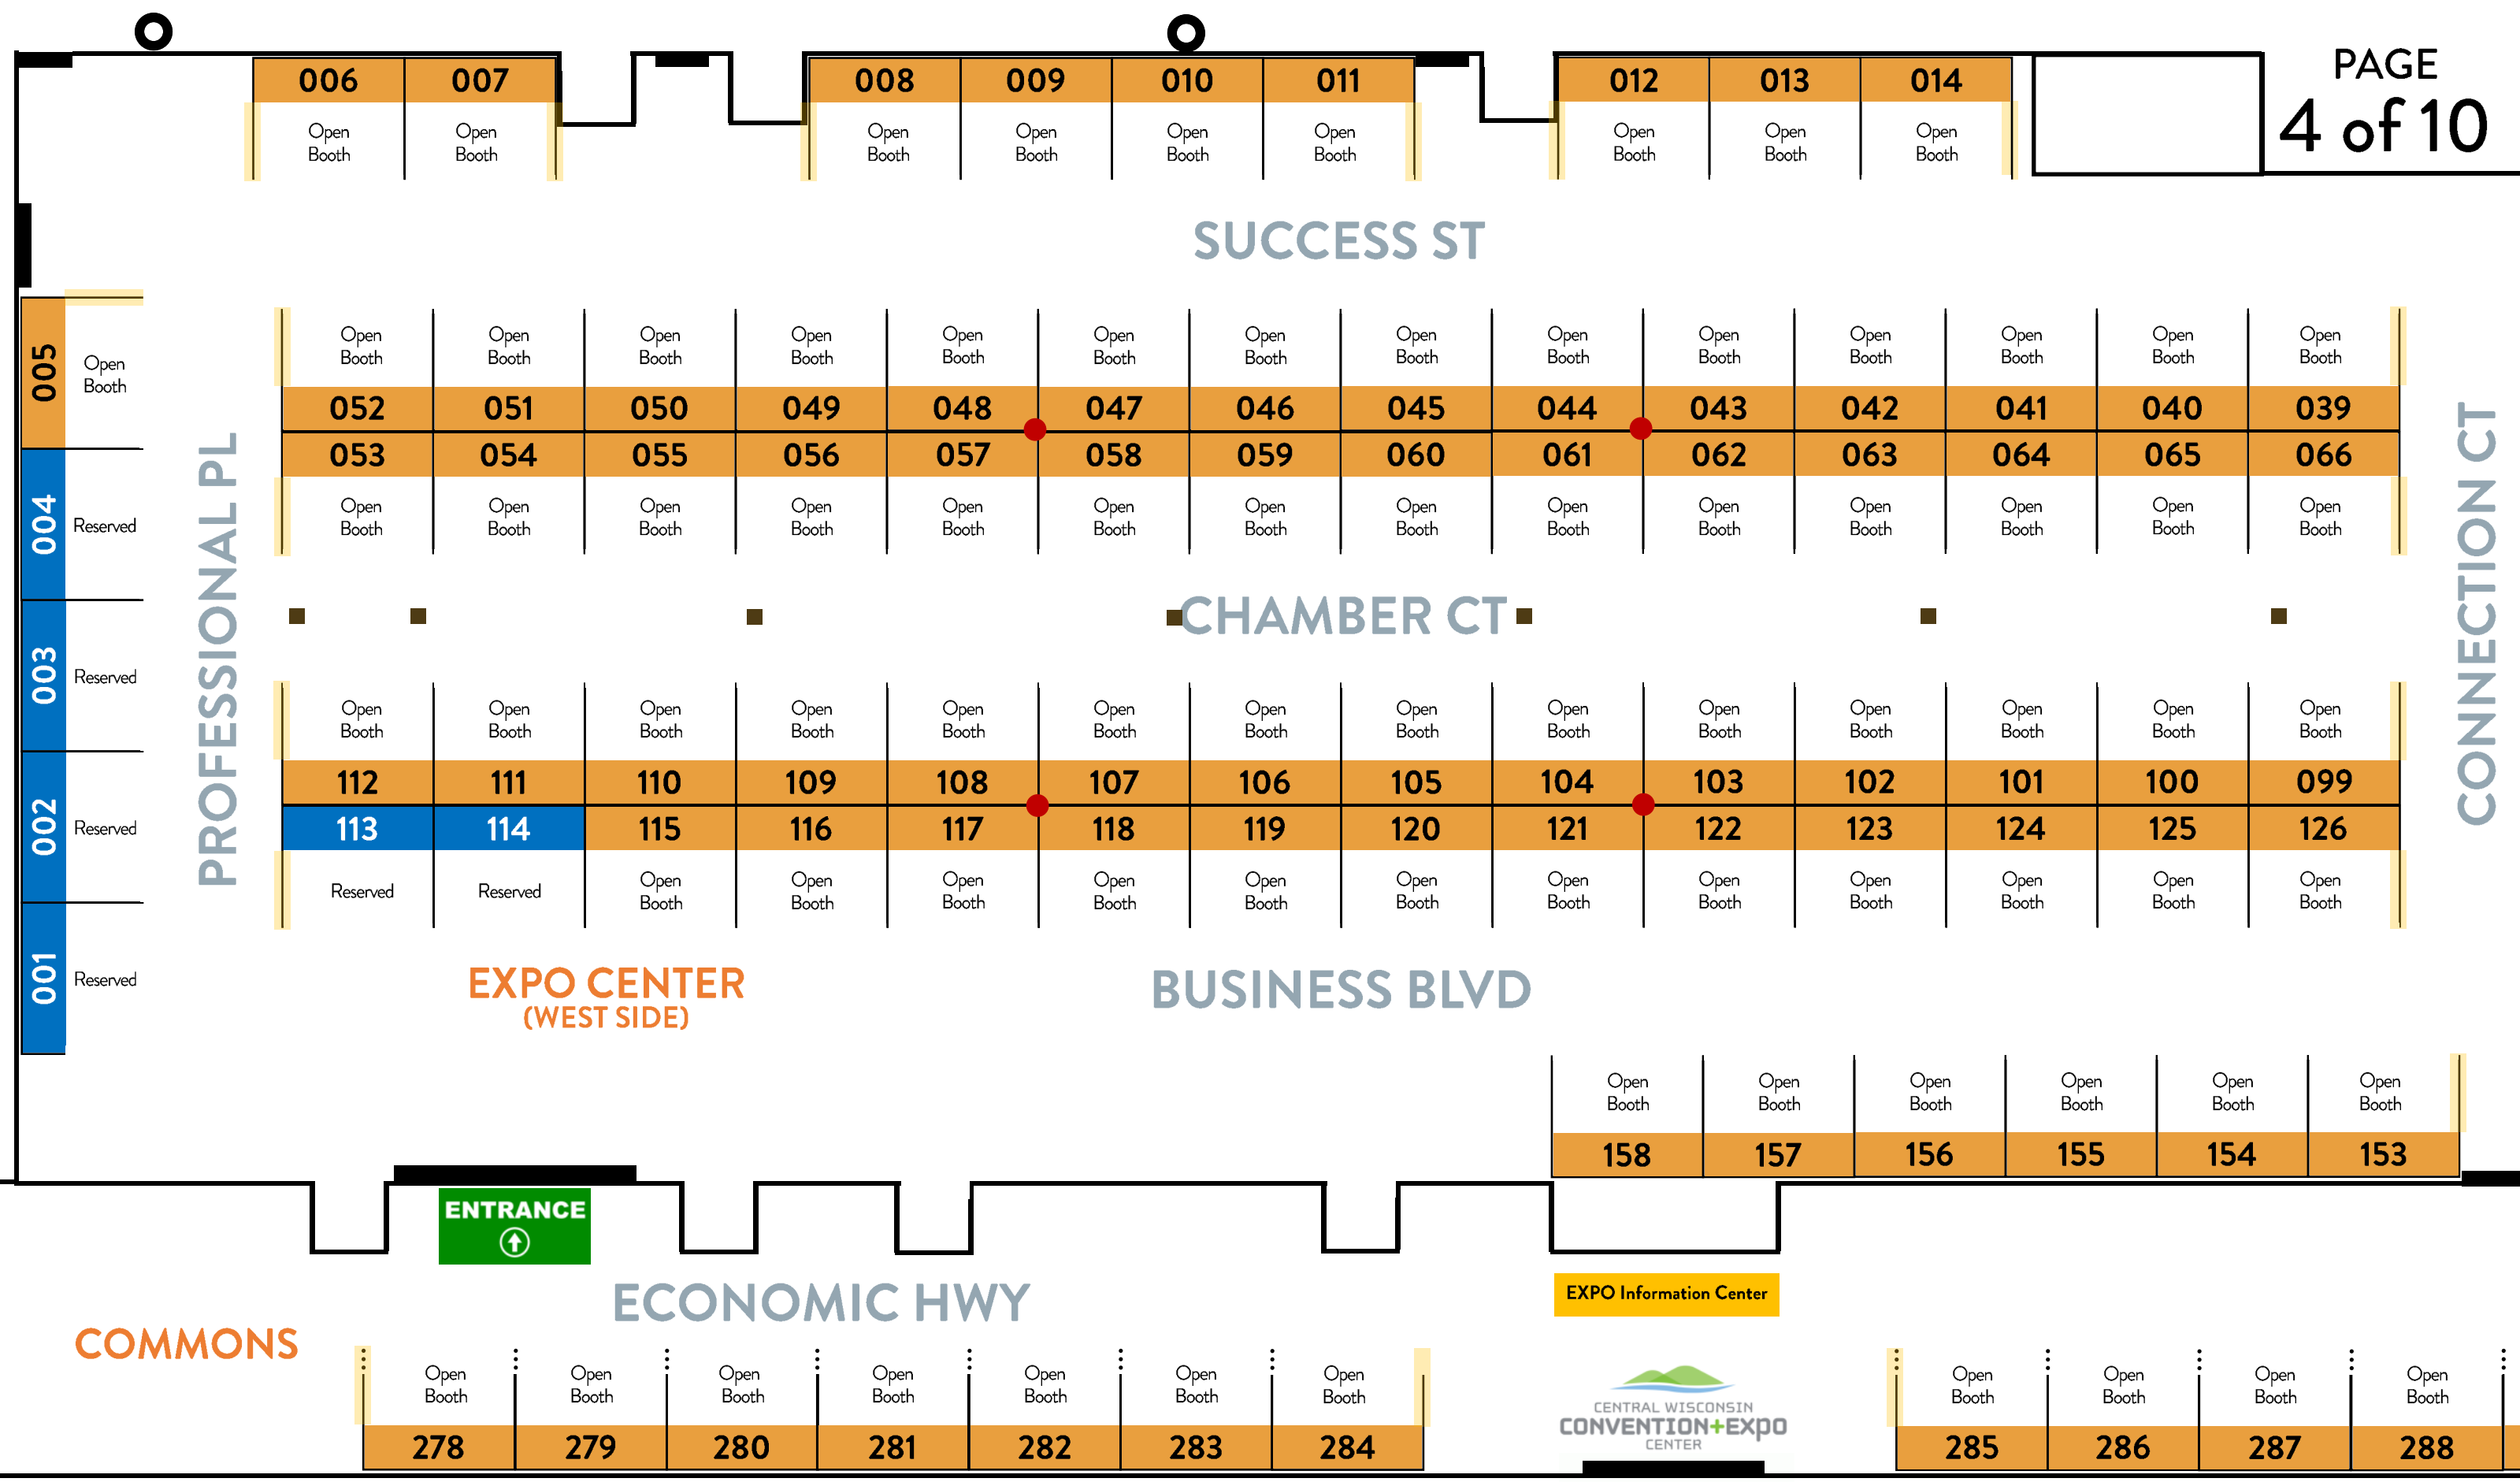 PAGE
4 of 10
006 007 008 009 010 011 012 013 014
Open Booth Open Booth Open Booth Open Booth Open Booth Open Booth Open Booth Open Booth Open Booth
SUCCESS ST
005
Open
Booth
004
Reserved
003
Reserved
002
Reserved
001
Reserved
PROFESSIONAL PL
Open Booth Open Booth Open Booth Open Booth Open Booth Open Booth Open Booth Open Booth Open Booth Open Booth Open Booth Open Booth Open Booth Open Booth
052 051 050 049 048 047 046 045 044 043 042 041 040 039
053 054 055 056 057 058 059 060 061 062 063 064 065 066
Open Booth Open Booth Open Booth Open Booth Open Booth Open Booth Open Booth Open Booth Open Booth Open Booth Open Booth Open Booth Open Booth Open Booth
CHAMBER CT
CONNECTION CT
Open Booth Open Booth Open Booth Open Booth Open Booth Open Booth Open Booth Open Booth Open Booth Open Booth Open Booth Open Booth Open Booth Open Booth
112 111 110 109 108 107 106 105 104 103 102 101 100 099
113 114 115 116 117 118 119 120 121 122 123 124 125 126
Reserved Reserved Open Booth Open Booth Open Booth Open Booth Open Booth Open Booth Open Booth Open Booth Open Booth Open Booth Open Booth Open Booth
EXPO CENTER
(WEST SIDE)
BUSINESS BLVD
Open Booth Open Booth Open Booth Open Booth Open Booth Open Booth
158 157 156 155 154 153
ENTRANCE
ECONOMIC HWY
EXPO Information Center
COMMONS
Open Booth Open Booth Open Booth Open Booth Open Booth Open Booth Open Booth
278 279 280 281 282 283 284
CENTRAL WISCONSIN
CONVENTION+EXPO
CENTER
Open Booth Open Booth Open Booth Open Booth
285 286 287 288